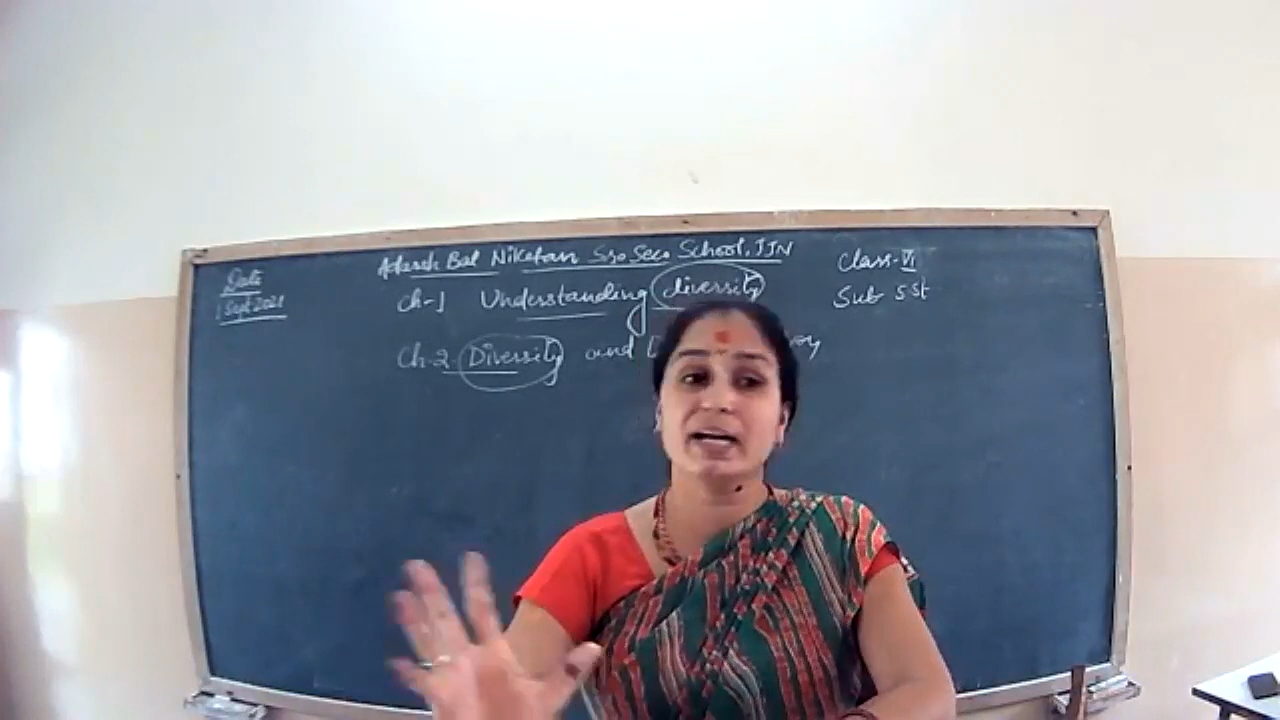 Date
1 Sept 2021
Adarsh Bal Niketan Sr. Sec. School, JJN
Class-VI
Ch-1 Understanding diversity
Sub SSt
Ch-2 Diversity and